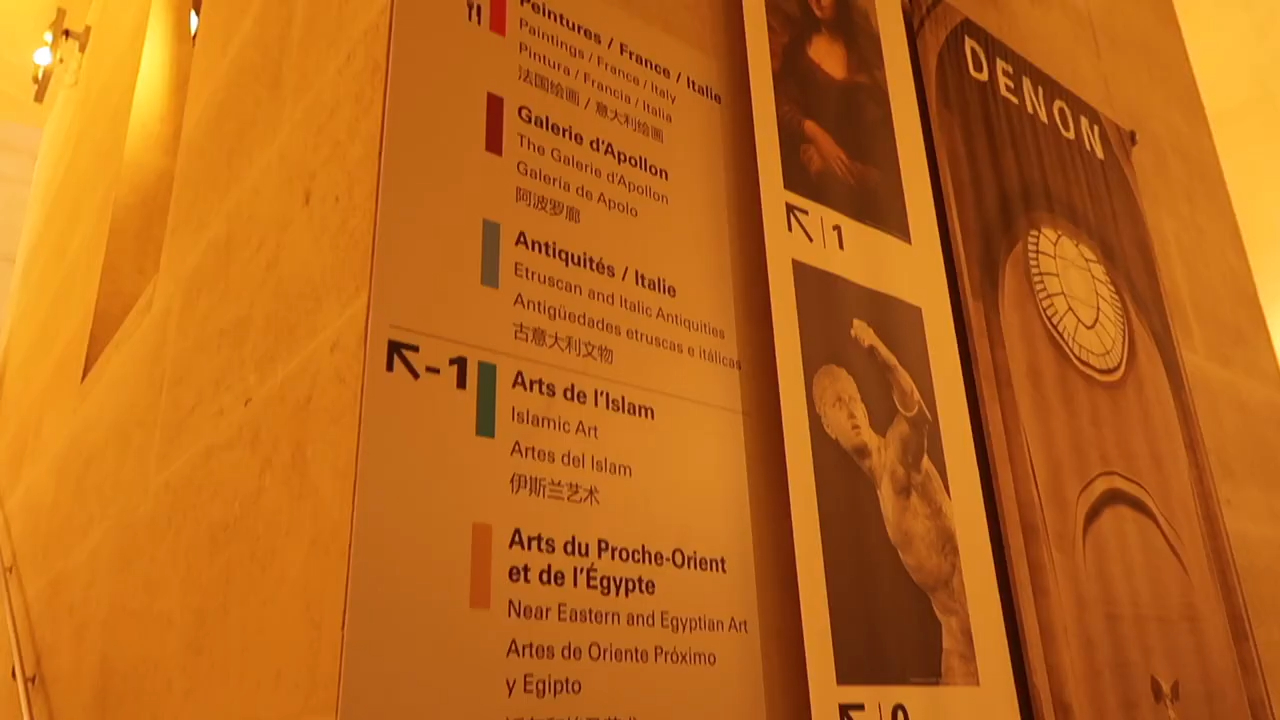 Peintures / France / Italie
Paintings / France / Italy
Pintura / Francia / Italia
法国绘画 / 意大利绘画
Galerie d'Apollon
The Galerie d'Apollon
Galería de Apolo
阿波罗廊
Antiquités / Italie
Etruscan and Italic Antiquities
Antigüedades etruscas e itálicas
古意大利文物
-1
Arts de l'Islam
Islamic Art
Artes del Islam
伊斯兰艺术
Arts du Proche-Orient
et de l'Égypte
Near Eastern and Egyptian Art
Artes de Oriente Próximo
y Egipto
1
0
DENON